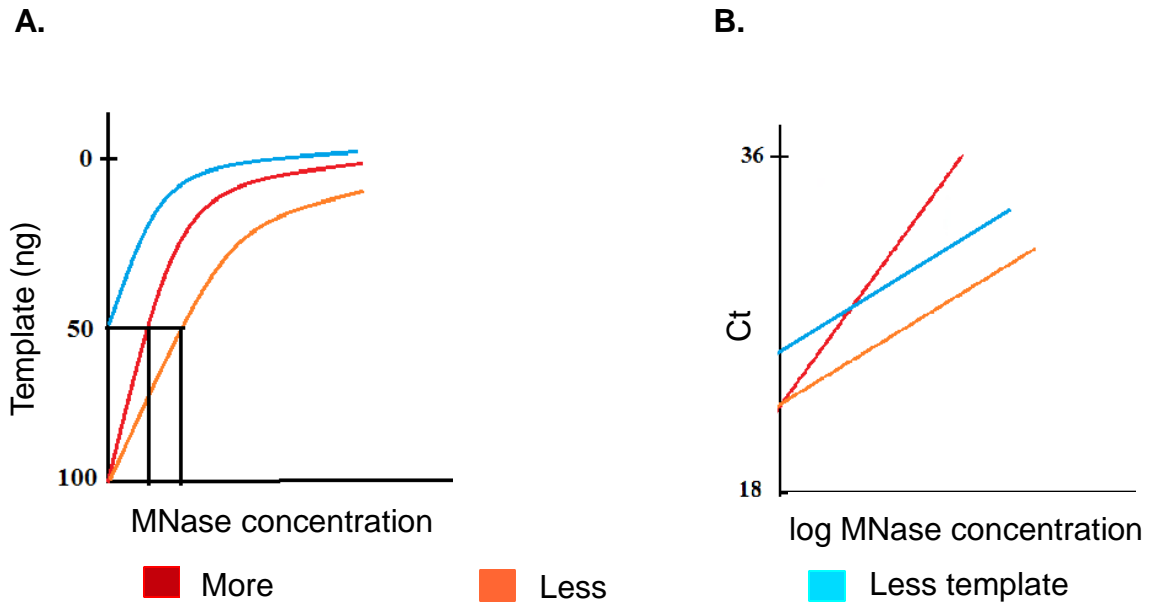 A.
B.
0
50
100
Template (ng)
MNase concentration
36
18
Ct
log MNase concentration
More
Less
Less template